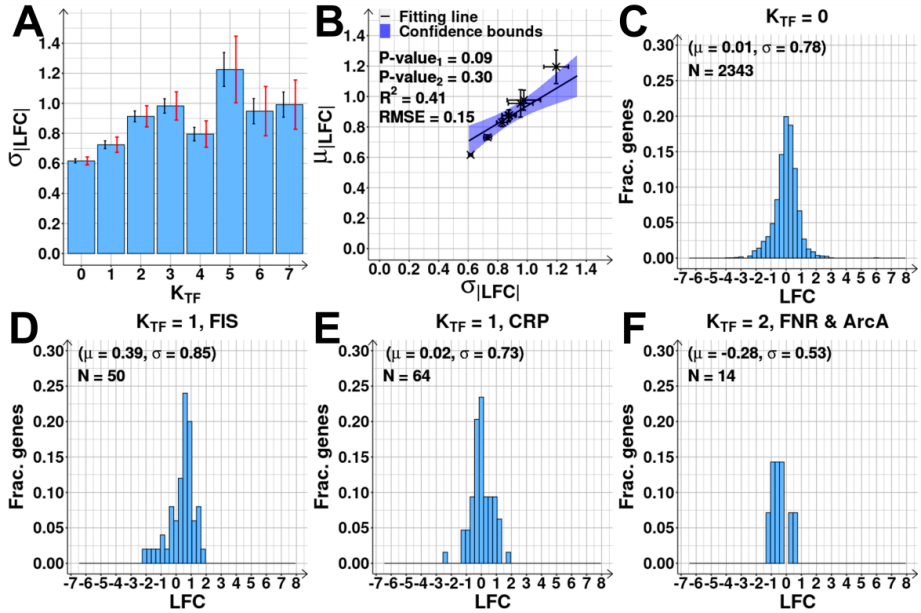 A
σ|LFC|
1.4
1.2
1.0
0.8
0.6
0.4
0.2
0.0
0 1 2 3 4 5 6 7
K_TF
B
Fitting line
Confidence bounds
P-value₁ = 0.09
P-value₂ = 0.30
R² = 0.41
RMSE = 0.15
μ|LFC|
1.4
1.2
1.0
0.8
0.6
0.4
0.2
0.0
0.0 0.2 0.4 0.6 0.8 1.0 1.2 1.4
σ|LFC|
C
K_TF = 0
(μ = 0.01, σ = 0.78)
N = 2343
Frac. genes
0.30
0.25
0.20
0.15
0.10
0.05
0.00
-7-6-5-4-3-2-1 0 1 2 3 4 5 6 7 8
LFC
D
K_TF = 1, FIS
(μ = 0.39, σ = 0.85)
N = 50
Frac. genes
0.30
0.25
0.20
0.15
0.10
0.05
0.00
-7-6-5-4-3-2-1 0 1 2 3 4 5 6 7 8
LFC
E
K_TF = 1, CRP
(μ = 0.02, σ = 0.73)
N = 64
Frac. genes
0.30
0.25
0.20
0.15
0.10
0.05
0.00
-7-6-5-4-3-2-1 0 1 2 3 4 5 6 7 8
LFC
F
K_TF = 2, FNR & ArcA
(μ = -0.28, σ = 0.53)
N = 14
Frac. genes
0.30
0.25
0.20
0.15
0.10
0.05
0.00
-7-6-5-4-3-2-1 0 1 2 3 4 5 6 7 8
LFC